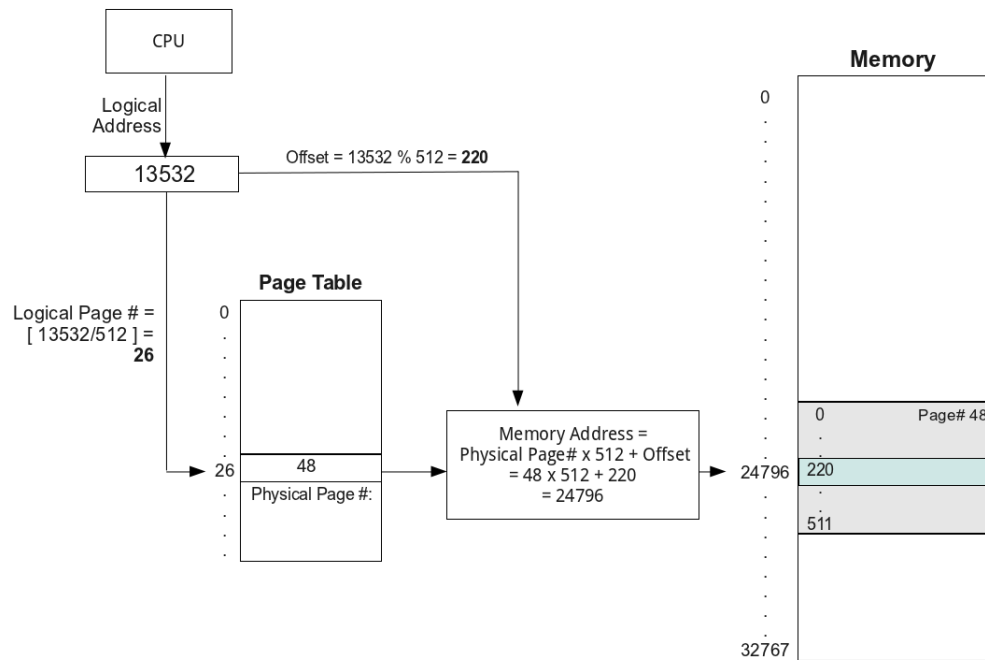 CPU
Logical
Address
13532
Offset = 13532 % 512 = 220
Logical Page # =
[ 13532/512 ] =
26
Page Table
0
26
48
Physical Page #:
Memory Address =
Physical Page# x 512 + Offset
= 48 x 512 + 220
= 24796
Memory
0
0 Page# 48
24796 220
511
32767